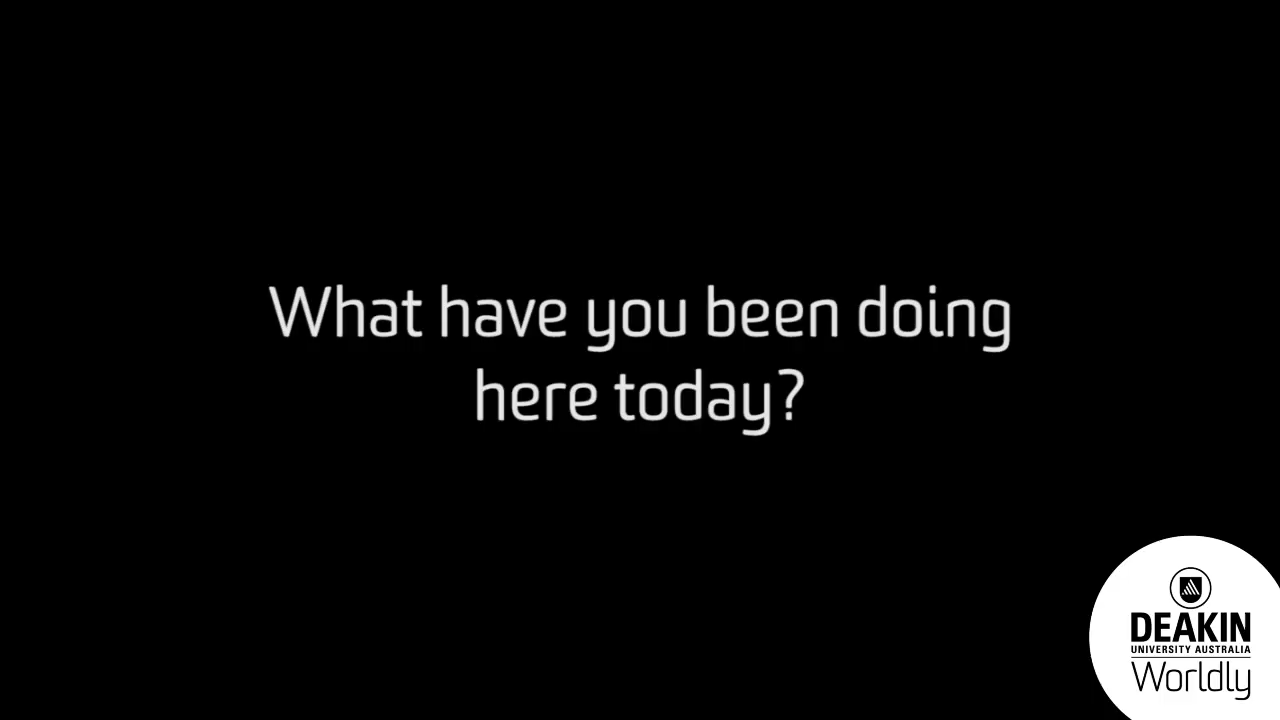 What have you been doing
here today?
DEAKIN
UNIVERSITY AUSTRALIA
Worldly